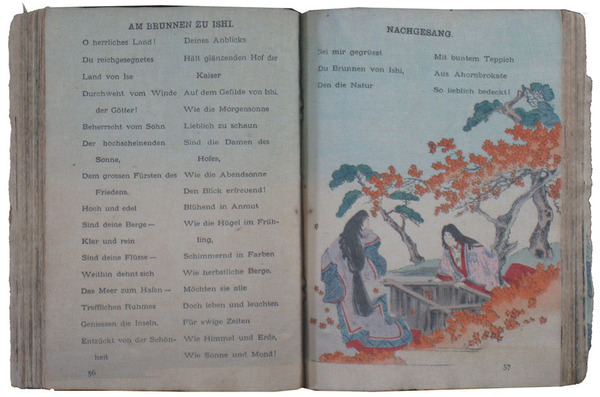 AM BRUNNEN ZU ISHI.
O herrliches Land!
Du reichgesegnetes
Land von Ise
Durchweht vom Winde
der Götter!
Beherrscht vom Sohn
Der hochscheinenden
Sonne,
Dem grossen Fürsten des
Friedens.
Hoch und edel
Sind deine Berge —
Klar und rein
Sind deine Flüsse —
Weithin dehnt sich
Das Meer zum Hafen —
Trefflichen Ruhmes
Geniessen die Inseln.
Entzückt von der Schön-
heit
Deines Anblicks
Hält glänzenden Hof der
Kaiser
Auf dem Gefilde von Ishi.
Wie die Morgensonne
Lieblich zu schaun
Sind die Damen des
Hofes,
Wie die Abendsonne
Den Blick erfreuend!
Blühend in Anmut
Wie die Hügel im Früh-
ling,
Schimmernd in Farben
Wie herbstliche Berge,
Möchten sie alle
Doch leben und leuchten
Für ewige Zeiten
Wie Himmel und Erde,
Wie Sonne und Mond!
56
NACHGESANG.
Sei mir gegrüsst
Du Brunnen von Ishi,
Den die Natur
Mit buntem Teppich
Aus Ahornbrokate
So lieblich bedeckt!
57